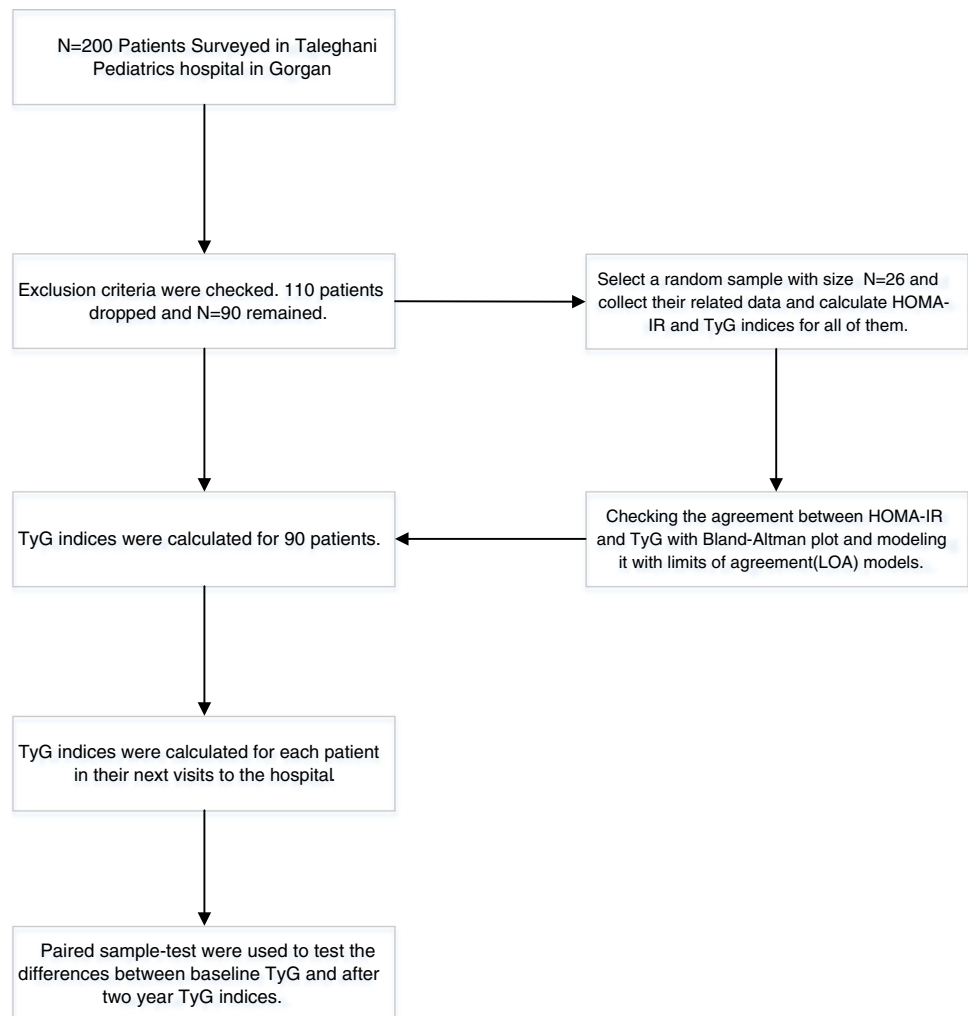 N=200 Patients Surveyed in Taleghani
Pediatrics hospital in Gorgan
Exclusion criteria were checked. 110 patients
dropped and N=90 remained.
Select a random sample with size N=26 and
collect their related data and calculate HOMA-
IR and TyG indices for all of them.
TyG indices were calculated for 90 patients.
Checking the agreement between HOMA-IR
and TyG with Bland-Altman plot and modeling
it with limits of agreement(LOA) models.
TyG indices were calculated for each patient
in their next visits to the hospital.
Paired sample-test were used to test the
differences between baseline TyG and after
two year TyG indices.